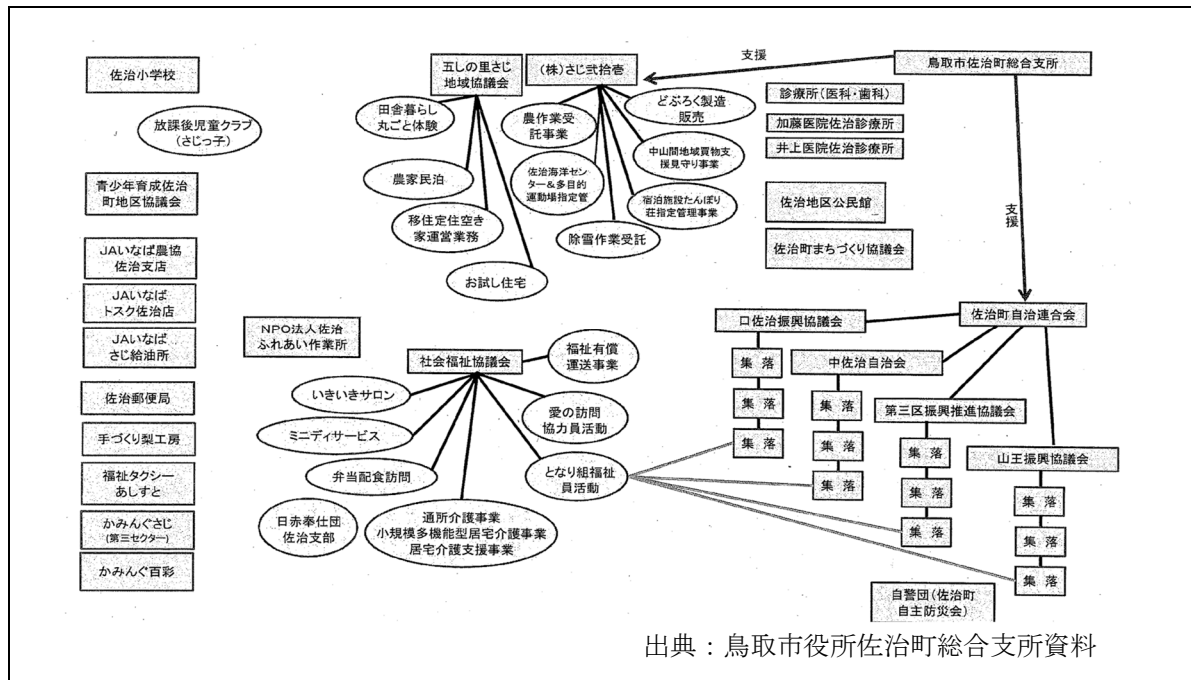 佐治小学校
放課後児童クラブ
(さじっ子)
青少年育成佐治
町地区協議会
JAいなば農協
佐治支店
JAいなば
トスク佐治店
JAいなば
さじ給油所
佐治郵便局
手づくり梨工房
福祉タクシー
あしすと
かみんぐさじ
(第三セクター)
かみんぐ百彩
五しの里さじ
地域協議会
田舎暮らし
丸ごと体験
農家民泊
移住定住空き
家運営業務
お試し住宅
(株)さじ弐拾壱
農作業受
託事業
佐治海洋セン
ター&多目的
運動場指定管
除雪作業受託
どぶろく製造
販売
中山間地域買物支
援見守り事業
宿泊施設たんぽり
荘指定管理事業
支援
鳥取市佐治町総合支所
診療所(医科・歯科)
加藤医院佐治診療所
井上医院佐治診療所
佐治地区公民館
佐治町まちづくり協議会
支援
NPO法人佐治
ふれあい作業所
社会福祉協議会
福祉有償
運送事業
いきいきサロン
愛の訪問
協力員活動
ミニディサービス
弁当配食訪問
となり組福祉
員活動
日赤奉仕団
佐治支部
通所介護事業
小規模多機能型居宅介護事業
居宅介護支援事業
佐治町自治連合会
口佐治振興協議会
集落
集落
集落
中佐治自治会
集落
集落
集落
第三区振興推進協議会
集落
集落
集落
山王振興協議会
集落
集落
集落
自警団(佐治町
自主防災会)
出典:鳥取市役所佐治町総合支所資料